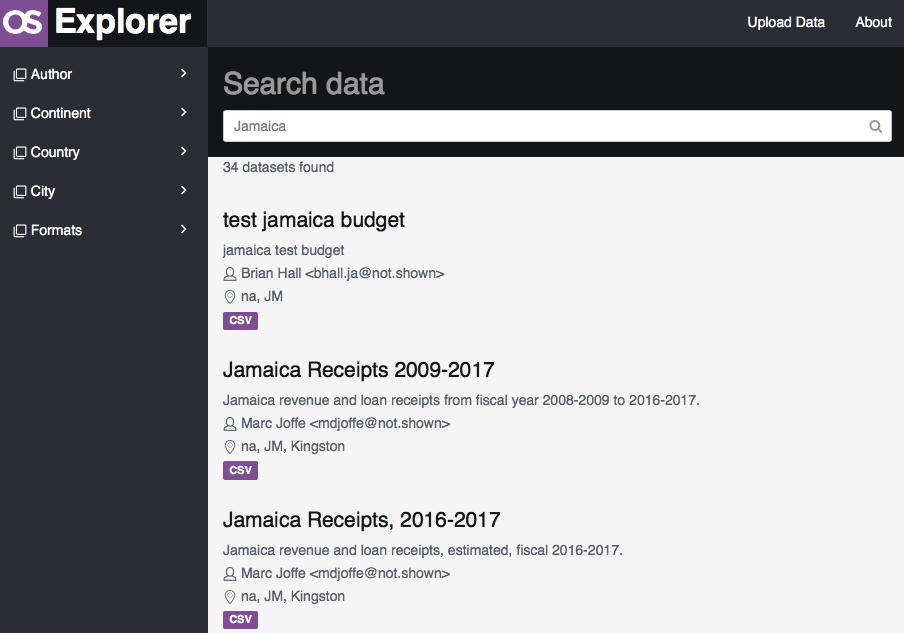 OS Explorer
Upload Data
About
Author
Continent
Country
City
Formats
Search data
Jamaica
34 datasets found
test jamaica budget
jamaica test budget
Brian Hall <bhall.ja@not.shown>
na, JM
CSV
Jamaica Receipts 2009-2017
Jamaica revenue and loan receipts from fiscal year 2008-2009 to 2016-2017.
Marc Joffe <mdjoffe@not.shown>
na, JM, Kingston
CSV
Jamaica Receipts, 2016-2017
Jamaica revenue and loan receipts, estimated, fiscal 2016-2017.
Marc Joffe <mdjoffe@not.shown>
na, JM, Kingston
CSV